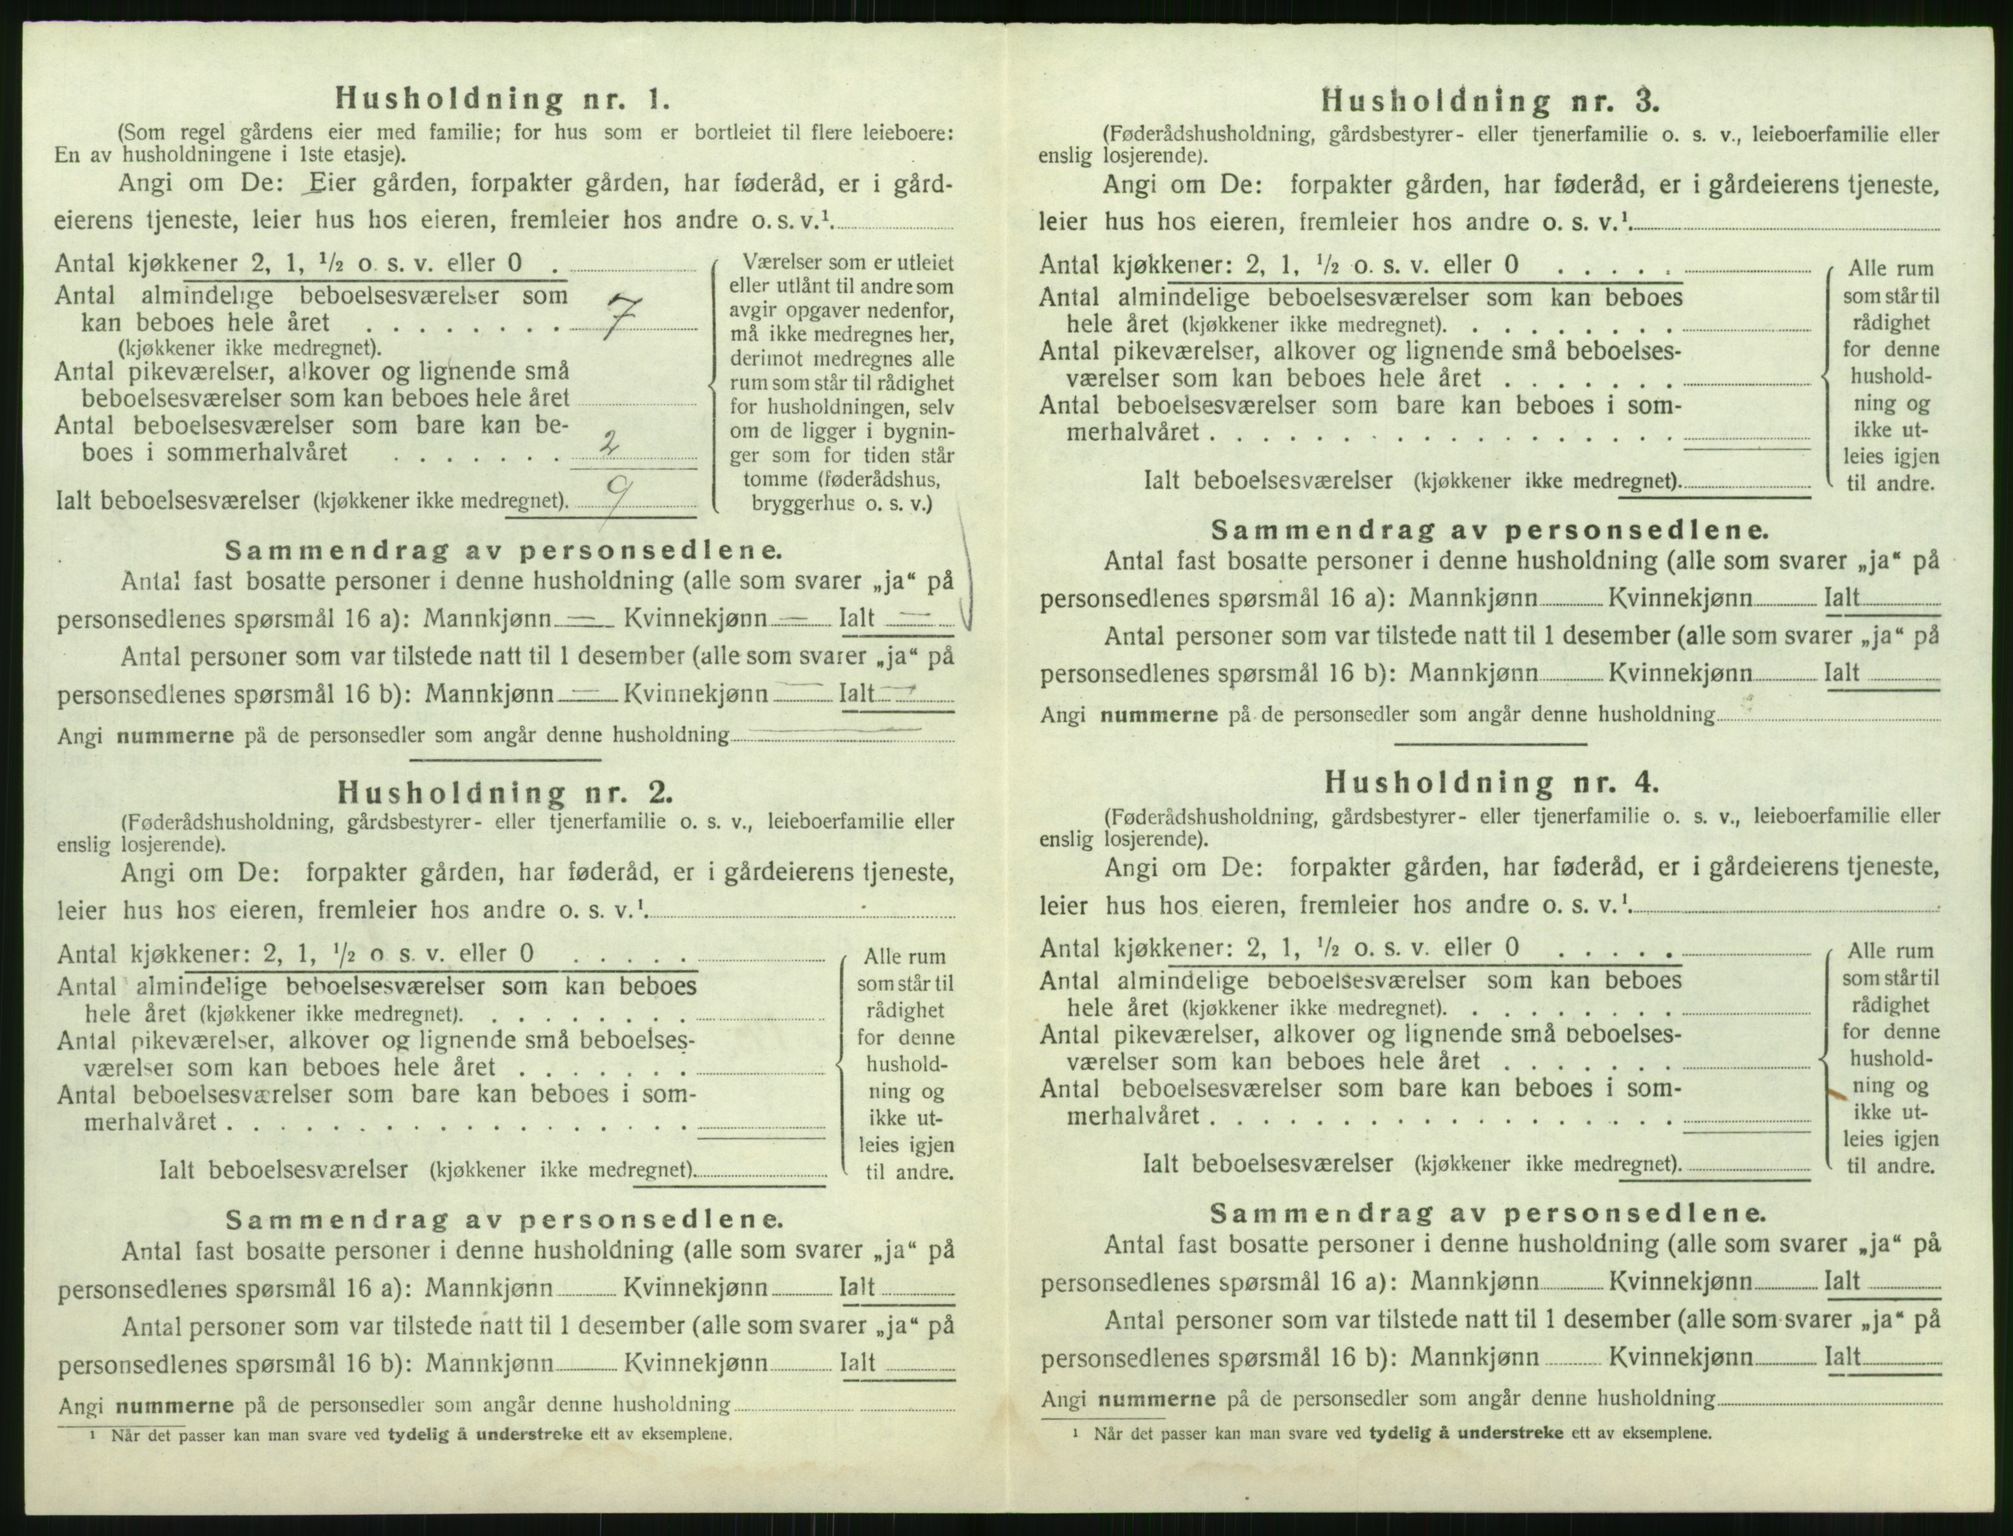 Husholdning nr. 1.
(Som regel gårdens eier med familie; for hus som er bortleiet til flere leieboere:
En av husholdningene i 1ste etasje).
Angi om De: Eier gården, forpakter gården, har føderåd, er i gård-
eierens tjeneste, leier hus hos eieren, fremleier hos andre o. s. v.¹.
Antal kjøkkener 2, 1, ½ o. s. v. eller 0 .
Antal almindelige beboelsesværelser som
kan beboes hele året . . . . . . . . 7
(kjøkkener ikke medregnet).
Antal pikeværelser, alkover og lignende små
beboelsesværelser som kan beboes hele året
Antal beboelsesværelser som bare kan be-
boes i sommerhalvåret . . . . . . . 2
Ialt beboelsesværelser (kjøkkener ikke medregnet). 9
Værelser som er utleiet
eller utlånt til andre som
avgir opgaver nedenfor,
må ikke medregnes her,
derimot medregnes alle
rum som står til rådighet
for husholdningen, selv
om de ligger i bygnin-
ger som for tiden står
tomme (føderådshus,
bryggerhus o. s. v.)
Sammendrag av personsedlene.
Antal fast bosatte personer i denne husholdning (alle som svarer „ja“ på
personsedlenes spørsmål 16 a): Mannkjønn — Kvinnekjønn — Ialt —
Antal personer som var tilstede natt til 1 desember (alle som svarer „ja“ på
personsedlenes spørsmål 16 b): Mannkjønn — Kvinnekjønn — Ialt —
Angi nummerne på de personsedler som angår denne husholdning —
Husholdning nr. 2.
(Føderådshusholdning, gårdsbestyrer- eller tjenerfamilie o. s. v., leieboerfamilie eller
enslig losjerende).
Angi om De: forpakter gården, har føderåd, er i gårdeierens tjeneste,
leier hus hos eieren, fremleier hos andre o. s. v.¹.
Antal kjøkkener: 2, 1, ½ o. s. v. eller 0 . . . . .
Antal almindelige beboelsesværelser som kan beboes
hele året (kjøkkener ikke medregnet). . . . . . . . .
Antal pikeværelser, alkover og lignende små beboelses-
værelser som kan beboes hele året . . . . . . .
Antal beboelsesværelser som bare kan beboes i som-
merhalvåret . . . . . . . . . . . . . . . . . .
Ialt beboelsesværelser (kjøkkener ikke medregnet).
Alle rum
som står til
rådighet
for denne
hushold-
ning og
ikke ut-
leies igjen
til andre.
Sammendrag av personsedlene.
Antal fast bosatte personer i denne husholdning (alle som svarer „ja“ på
personsedlenes spørsmål 16 a): Mannkjønn Kvinnekjønn Ialt
Antal personer som var tilstede natt til 1 desember (alle som svarer „ja“ på
personsedlenes spørsmål 16 b): Mannkjønn Kvinnekjønn Ialt
Angi nummerne på de personsedler som angår denne husholdning
¹ Når det passer kan man svare ved tydelig å understreke ett av eksemplene.
Husholdning nr. 3.
(Føderådshusholdning, gårdsbestyrer- eller tjenerfamilie o. s. v., leieboerfamilie eller
enslig losjerende).
Angi om De: forpakter gården, har føderåd, er i gårdeierens tjeneste,
leier hus hos eieren, fremleier hos andre o. s. v.¹.
Antal kjøkkener: 2, 1, ½ o. s. v. eller 0 . . . . .
Antal almindelige beboelsesværelser som kan beboes
hele året (kjøkkener ikke medregnet). . . . . . . . .
Antal pikeværelser, alkover og lignende små beboelses-
værelser som kan beboes hele året . . . . . . .
Antal beboelsesværelser som bare kan beboes i som-
merhalvåret . . . . . . . . . . . . . . . . . .
Ialt beboelsesværelser (kjøkkener ikke medregnet).
Alle rum
som står til
rådighet
for denne
hushold-
ning og
ikke ut-
leies igjen
til andre.
Sammendrag av personsedlene.
Antal fast bosatte personer i denne husholdning (alle som svarer „ja“ på
personsedlenes spørsmål 16 a): Mannkjønn Kvinnekjønn Ialt
Antal personer som var tilstede natt til 1 desember (alle som svarer „ja“ på
personsedlenes spørsmål 16 b): Mannkjønn Kvinnekjønn Ialt
Angi nummerne på de personsedler som angår denne husholdning
Husholdning nr. 4.
(Føderådshusholdning, gårdsbestyrer- eller tjenerfamilie o. s. v., leieboerfamilie eller
enslig losjerende).
Angi om De: forpakter gården, har føderåd, er i gårdeierens tjeneste,
leier hus hos eieren, fremleier hos andre o. s. v.¹.
Antal kjøkkener: 2, 1, ½ o. s. v. eller 0 . . . . .
Antal almindelige beboelsesværelser som kan beboes
hele året (kjøkkener ikke medregnet). . . . . . . . .
Antal pikeværelser, alkover og lignende små beboelses-
værelser som kan beboes hele året . . . . . . .
Antal beboelsesværelser som bare kan beboes i som-
merhalvåret . . . . . . . . . . . . . . . . . .
Ialt beboelsesværelser (kjøkkener ikke medregnet).
Alle rum
som står til
rådighet
for denne
hushold-
ning og
ikke ut-
leies igjen
til andre.
Sammendrag av personsedlene.
Antal fast bosatte personer i denne husholdning (alle som svarer „ja“ på
personsedlenes spørsmål 16 a): Mannkjønn Kvinnekjønn Ialt
Antal personer som var tilstede natt til 1 desember (alle som svarer „ja“ på
personsedlenes spørsmål 16 b): Mannkjønn Kvinnekjønn Ialt
Angi nummerne på de personsedler som angår denne husholdning
¹ Når det passer kan man svare ved tydelig å understreke ett av eksemplene.